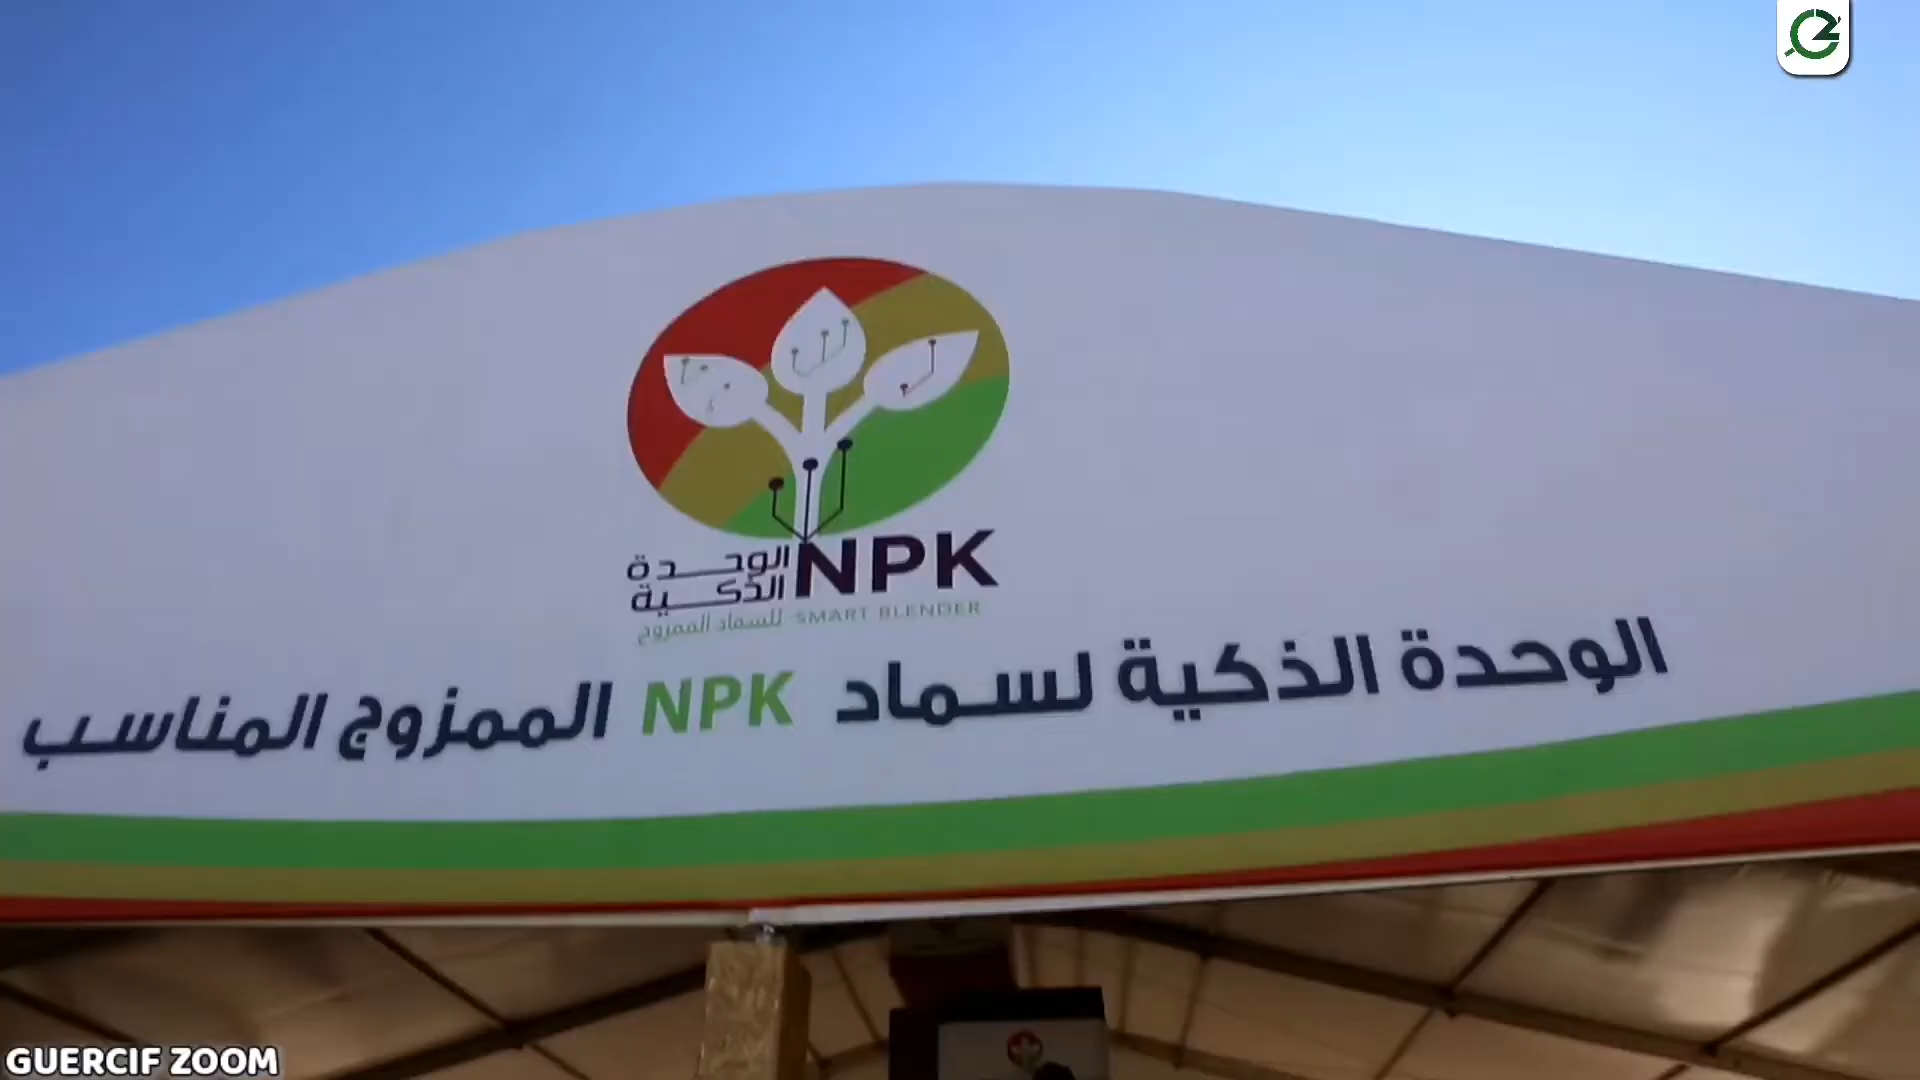 الوحدة NPK
الذكية
للسماد الممزوج SMART BLENDER
الوحدة الذكية لسماد NPK الممزوج المناسب
GUERCIF ZOOM